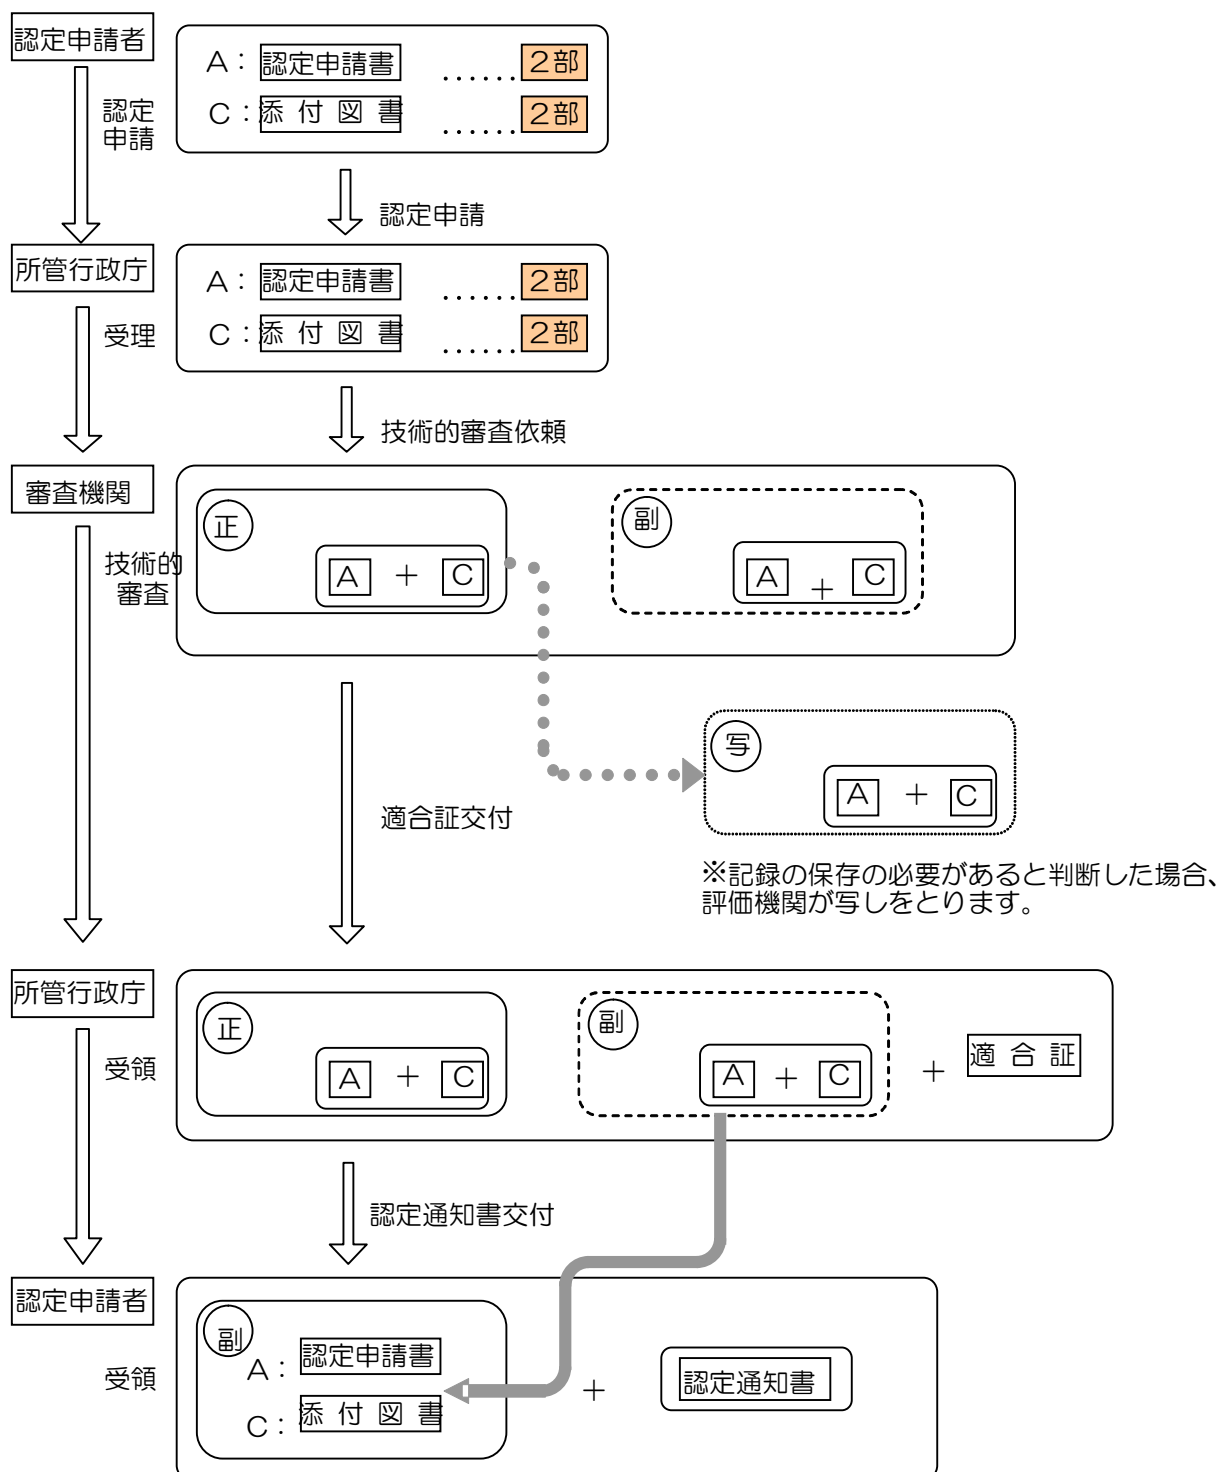 認定申請者
A：認定申請書 ……２部
C：添 付 図 書 ……２部
認定
申請
認定申請
所管行政庁
A：認定申請書 ……２部
C：添 付 図 書 ……２部
受理
技術的審査依頼
審査機関
正
A ＋ C
副
A ＋ C
技術的
審査
写
A ＋ C
適合証交付
※記録の保存の必要があると判断した場合、
評価機関が写しをとります。
所管行政庁
正
A ＋ C
副
A ＋ C
＋ 適 合 証
受領
認定通知書交付
認定申請者
副
A：認定申請書
C：添 付 図 書
＋ 認定通知書
受領